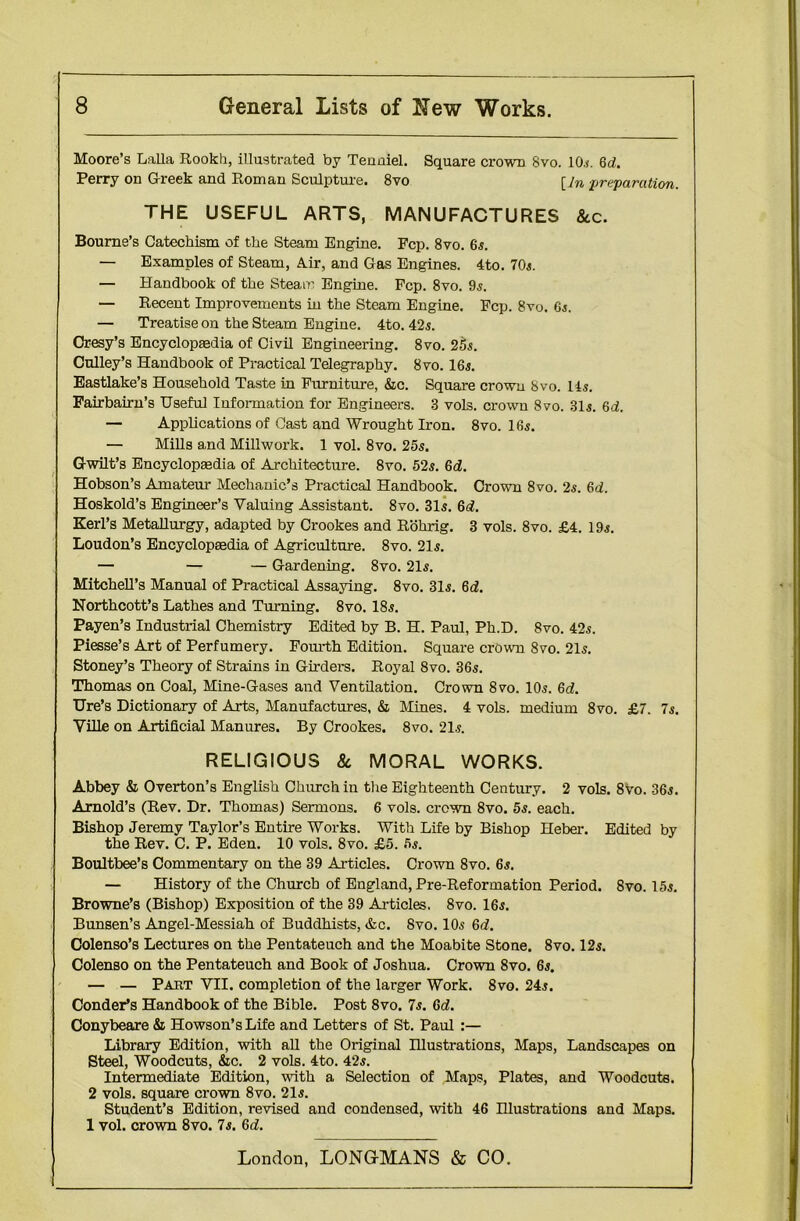 8 General Lists of New Works.
Moore's Lalla Rookh, illustrated by Tenniel. Square crown 8vo. 10s. 6d.
Perry on Greek and Roman Sculpture. 8vo [In preparation.
THE USEFUL ARTS, MANUFACTURES &c.
Bourne's Catechism of the Steam Engine. Fcp. 8vo. 6s.
— Examples of Steam, Air, and Gas Engines. 4to. 70s.
— Handbook of the Steam Engine. Fcp. 8vo. 9s.
— Recent Improvements in the Steam Engine. Fcp. 8vo. 6s.
— Treatise on the Steam Engine. 4to. 42s.
Cresy's Encyclopædia of Civil Engineering. 8vo. 25s.
Culley's Handbook of Practical Telegraphy. 8vo. 16s.
Eastlake's Household Taste in Furniture, &c. Square crown 8vo. 14s.
Fairbairn's Useful Information for Engineers. 3 vols. crown 8vo. 31s. 6d.
— Applications of Cast and Wrought Iron. 8vo. 16s.
— Mills and Millwork. 1 vol. 8vo. 25s.
Gwilt's Encyclopædia of Architecture. 8vo. 52s. 6d.
Hobson's Amateur Mechanic's Practical Handbook. Crown 8vo. 2s. 6d.
Hoskold's Engineer's Valuing Assistant. 8vo. 31s. 6d.
Kerl's Metallurgy, adapted by Crookes and Röhrig. 3 vols. 8vo. £4. 19s.
Loudon's Encyclopædia of Agriculture. 8vo. 21s.
— — — Gardening. 8vo. 21s.
Mitchell's Manual of Practical Assaying. 8vo. 31s. 6d.
Northcott's Lathes and Turning. 8vo. 18s.
Payen's Industrial Chemistry Edited by B. H. Paul, Ph.D. 8vo. 42s.
Piesse's Art of Perfumery. Fourth Edition. Square crown 8vo. 21s.
Stoney's Theory of Strains in Girders. Royal 8vo. 36s.
Thomas on Coal, Mine-Gases and Ventilation. Crown 8vo. 10s. 6d.
Ure's Dictionary of Arts, Manufactures, & Mines. 4 vols. medium 8vo. £7. 7s.
Ville on Artificial Manures. By Crookes. 8vo. 21s.
RELIGIOUS & MORAL WORKS.
Abbey & Overton's English Church in the Eighteenth Century. 2 vols. 8vo. 36s.
Arnold's (Rev. Dr. Thomas) Sermons. 6 vols. crown 8vo. 5s. each.
Bishop Jeremy Taylor's Entire Works. With Life by Bishop Heber. Edited by
the Rev. C. P. Eden. 10 vols. 8vo. £5. 5s.
Boultbee's Commentary on the 39 Articles. Crown 8vo. 6s.
— History of the Church of England, Pre-Reformation Period. 8vo. 15s.
Browne's (Bishop) Exposition of the 39 Articles. 8vo. 16s.
Bunsen's Angel-Messiah of Buddhists, &c. 8vo. 10s 6d.
Colenso's Lectures on the Pentateuch and the Moabite Stone. 8vo. 12s.
Colenso on the Pentateuch and Book of Joshua. Crown 8vo. 6s.
— — PART VII. completion of the larger Work. 8vo. 24s.
Conder's Handbook of the Bible. Post 8vo. 7s. 6d.
Conybeare & Howson's Life and Letters of St. Paul :—
Library Edition, with all the Original Illustrations, Maps, Landscapes on
Steel, Woodcuts, &c. 2 vols. 4to. 42s.
Intermediate Edition, with a Selection of Maps, Plates, and Woodcuts.
2 vols. square crown 8vo. 21s.
Student's Edition, revised and condensed, with 46 Illustrations and Maps.
1 vol. crown 8vo. 7s. 6d.
London, LONGMANS & CO.